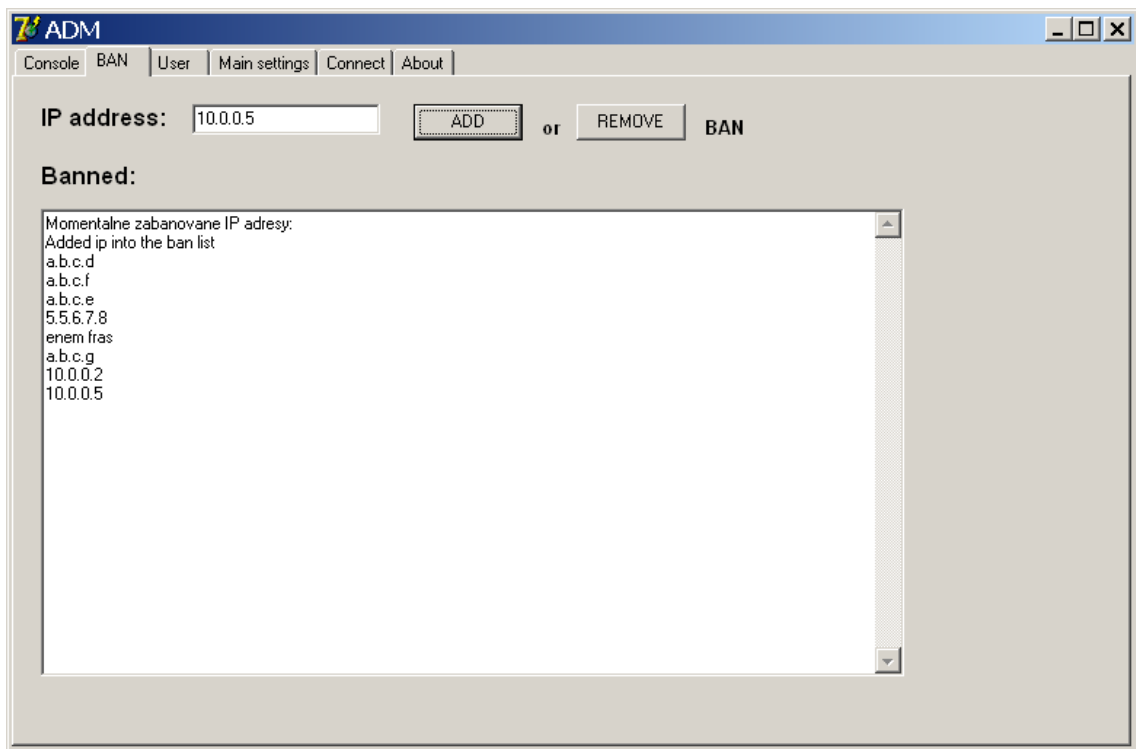 ADM
Console BAN User Main settings Connect About
IP address: 10.0.0.5 ADD or REMOVE BAN
Banned:
Momentalne zabanovane IP adresy:
Added ip into the ban list
a.b.c.d
a.b.c.f
a.b.c.e
5.5.6.7.8
enem fras
a.b.c.g
10.0.0.2
10.0.0.5